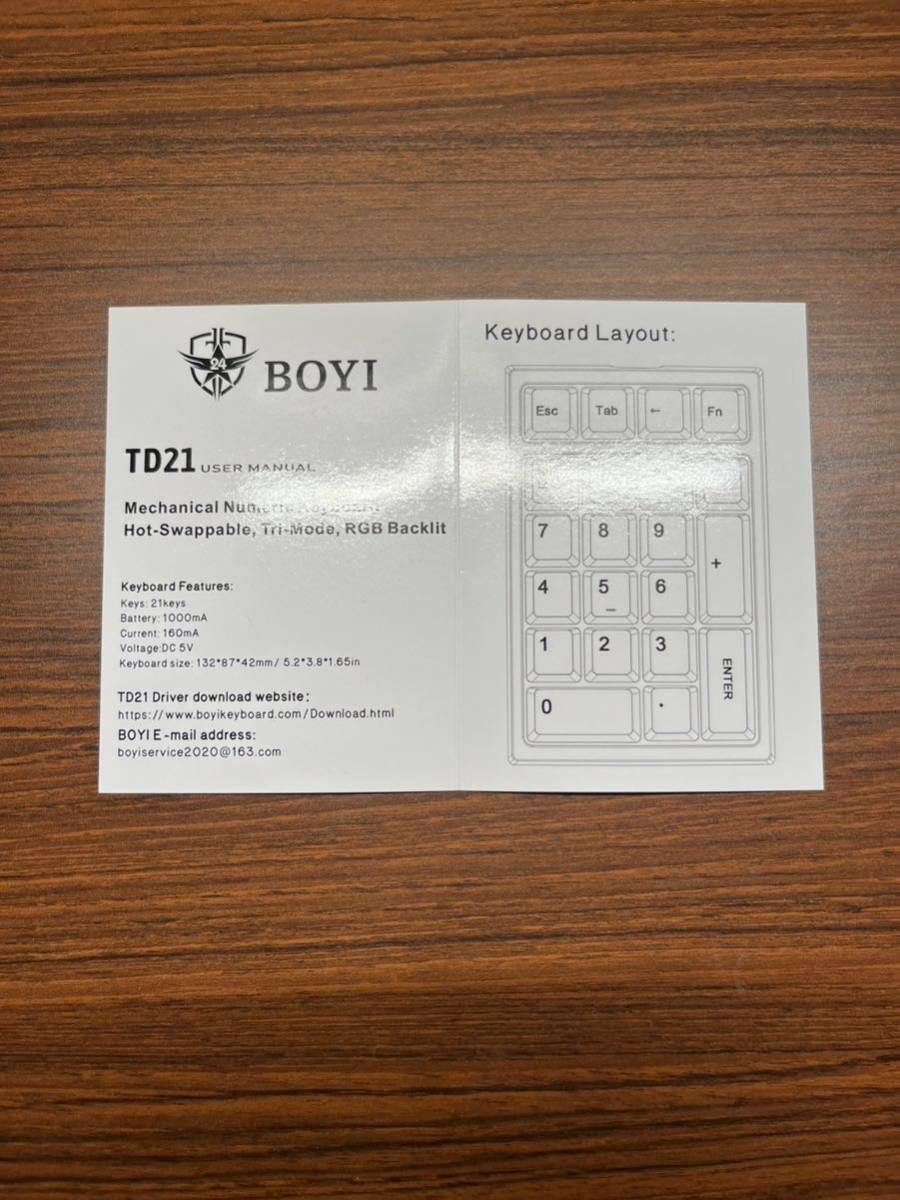 24
BOYI
TD21 USER MANUAL
Mechanical Numeric Keyboard
Hot-Swappable, Tri-Mode, RGB Backlit
Keyboard Features:
Keys: 21keys
Battery: 1000mA
Current: 160mA
Voltage:DC 5V
Keyboard size: 132*87*42mm/ 5.2*3.8*1.65in
TD21 Driver download website:
https://www.boyikeyboard.com/Download.html
BOYI E-mail address:
boyiservice2020@163.com
Keyboard Layout:
Esc Tab ← Fn
7 8 9
+
4 5 6
1 2 3
ENTER
0 .